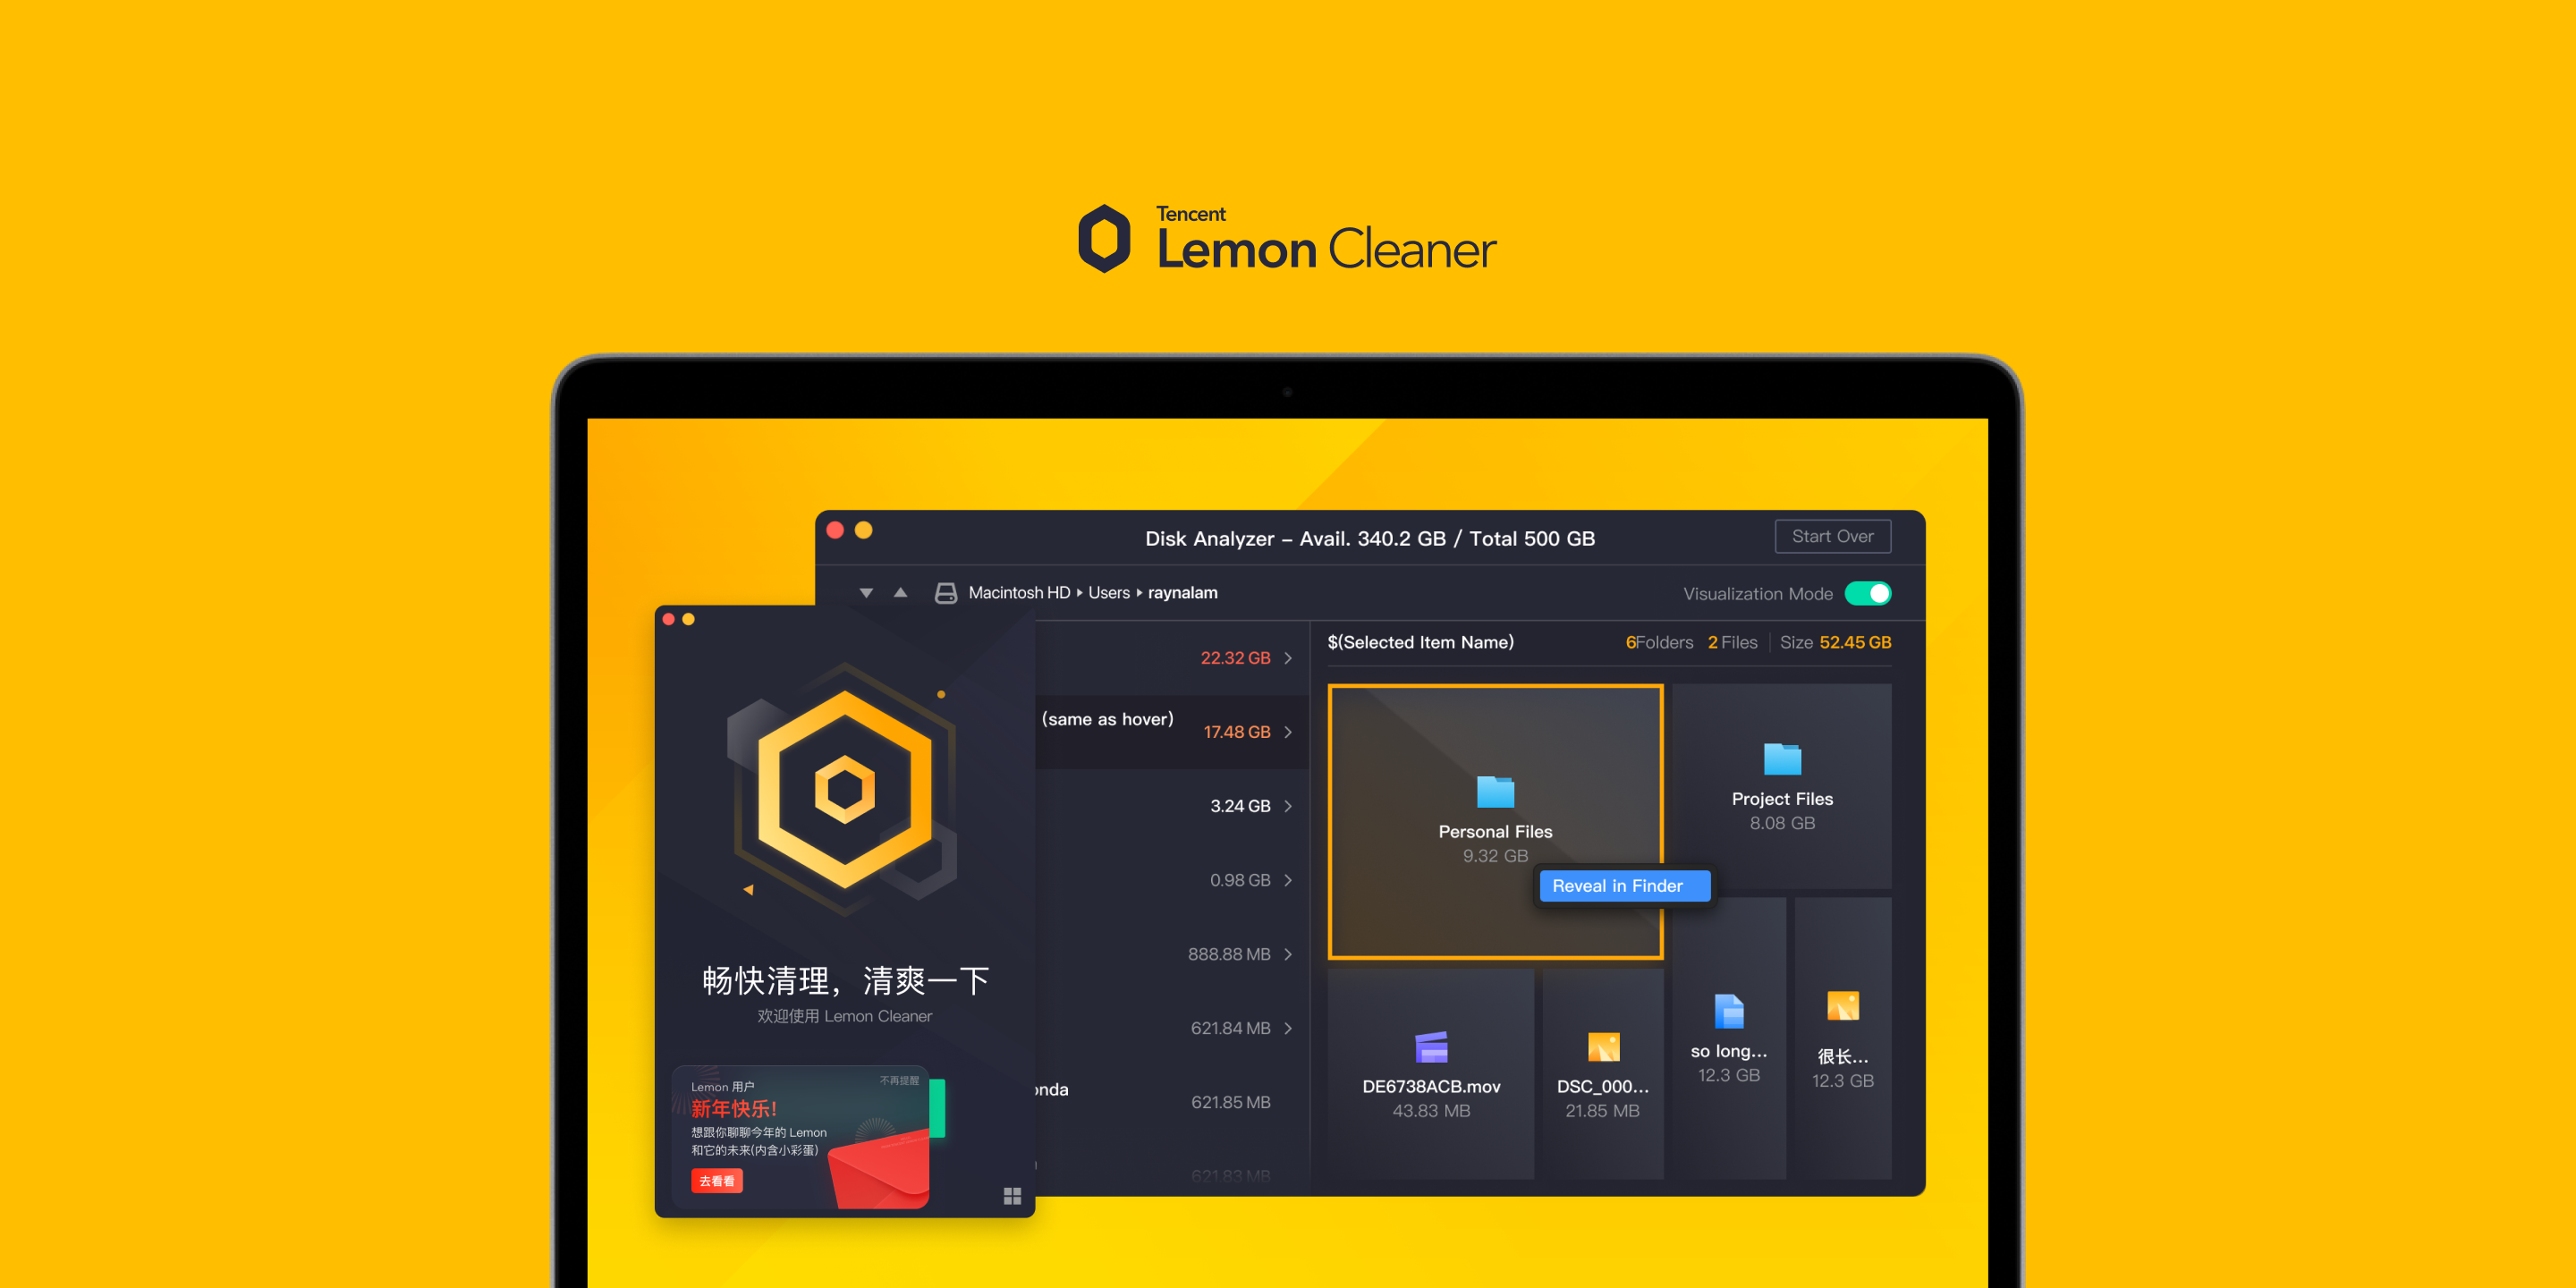 Tencent
Lemon Cleaner
Disk Analyzer – Avail. 340.2 GB / Total 500 GB
Start Over
Macintosh HD ▸ Users ▸ raynalam
Visualization Mode
22.32 GB
(same as hover)
17.48 GB
3.24 GB
0.98 GB
888.88 MB
621.84 MB
621.85 MB
621.83 MB
$(Selected Item Name)
6Folders 2 Files
Size 52.45 GB
Personal Files
9.32 GB
Reveal in Finder
Project Files
8.08 GB
DE6738ACB.mov
43.83 MB
DSC_000...
21.85 MB
so long...
12.3 GB
很长...
12.3 GB
畅快清理，清爽一下
欢迎使用 Lemon Cleaner
Lemon 用户
不再提醒
新年快乐!
想跟你聊聊今年的 Lemon
和它的未来(内含小彩蛋)
去看看